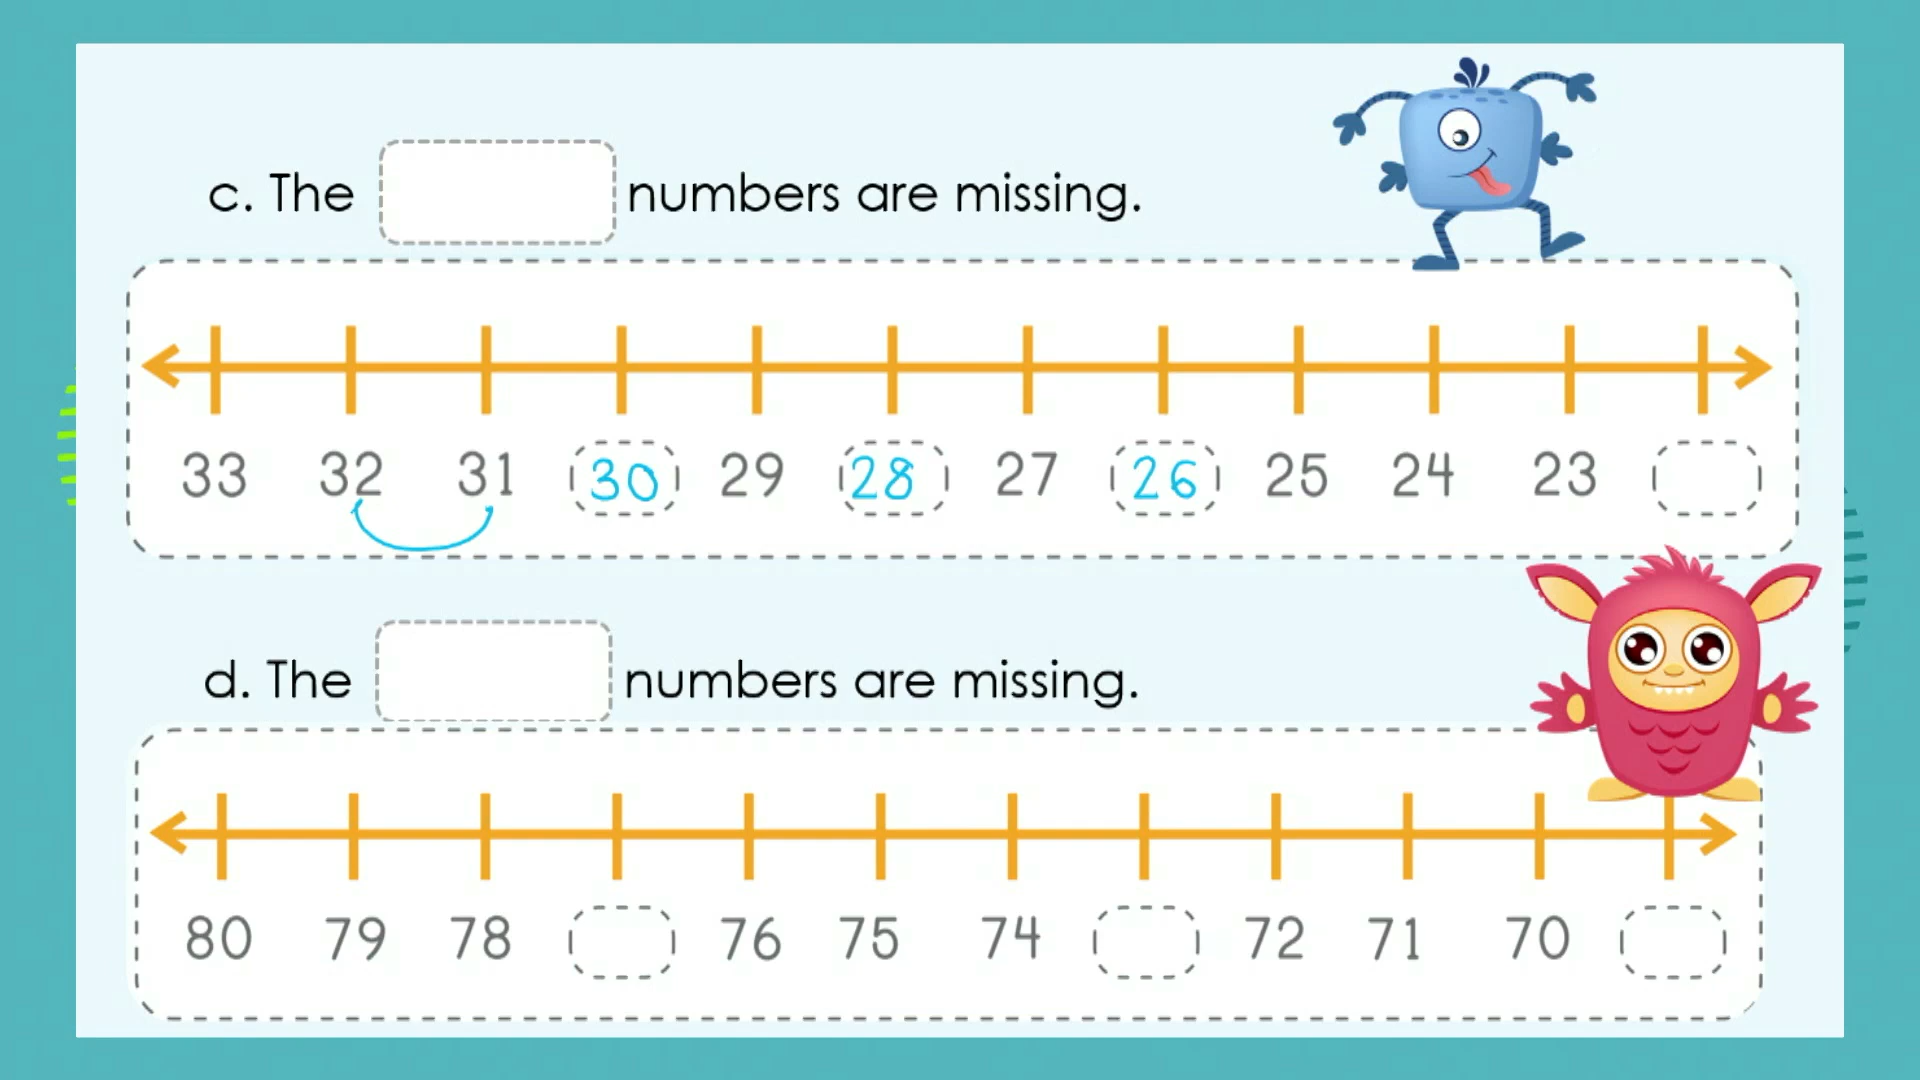 c. The numbers are missing.
33 32 31 30 29 28 27 26 25 24 23
d. The numbers are missing.
80 79 78 76 75 74 72 71 70